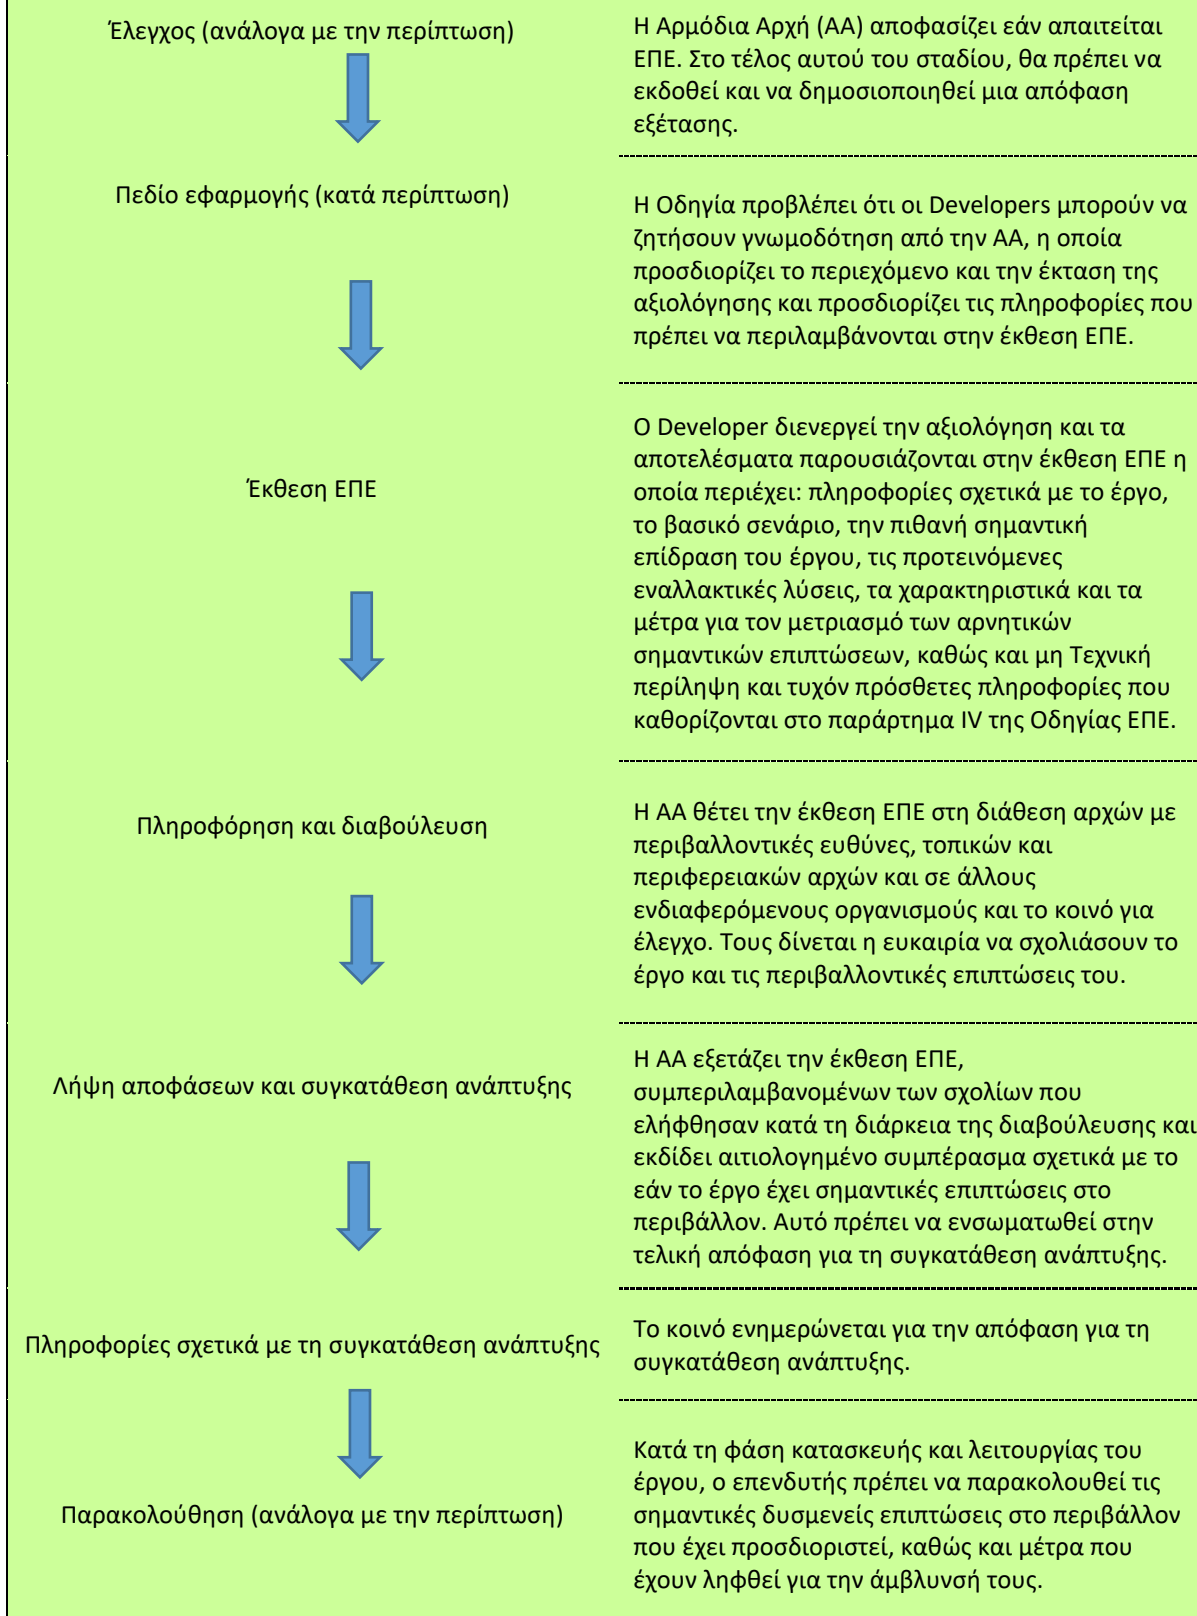 Έλεγχος (ανάλογα με την περίπτωση)
Η Αρμόδια Αρχή (ΑΑ) αποφασίζει εάν απαιτείται
ΕΠΕ. Στο τέλος αυτού του σταδίου, θα πρέπει να
εκδοθεί και να δημοσιοποιηθεί μια απόφαση
εξέτασης.
Πεδίο εφαρμογής (κατά περίπτωση)
Η Οδηγία προβλέπει ότι οι Developers μπορούν να
ζητήσουν γνωμοδότηση από την ΑΑ, η οποία
προσδιορίζει το περιεχόμενο και την έκταση της
αξιολόγησης και προσδιορίζει τις πληροφορίες που
πρέπει να περιλαμβάνονται στην έκθεση ΕΠΕ.
Έκθεση ΕΠΕ
Ο Developer διενεργεί την αξιολόγηση και τα
αποτελέσματα παρουσιάζονται στην έκθεση ΕΠΕ η
οποία περιέχει: πληροφορίες σχετικά με το έργο,
το βασικό σενάριο, την πιθανή σημαντική
επίδραση του έργου, τις προτεινόμενες
εναλλακτικές λύσεις, τα χαρακτηριστικά και τα
μέτρα για τον μετριασμό των αρνητικών
σημαντικών επιπτώσεων, καθώς και μη Τεχνική
περίληψη και τυχόν πρόσθετες πληροφορίες που
καθορίζονται στο παράρτημα IV της Οδηγίας ΕΠΕ.
Πληροφόρηση και διαβούλευση
Η ΑΑ θέτει την έκθεση ΕΠΕ στη διάθεση αρχών με
περιβαλλοντικές ευθύνες, τοπικών και
περιφερειακών αρχών και σε άλλους
ενδιαφερόμενους οργανισμούς και το κοινό για
έλεγχο. Τους δίνεται η ευκαιρία να σχολιάσουν το
έργο και τις περιβαλλοντικές επιπτώσεις του.
Λήψη αποφάσεων και συγκατάθεση ανάπτυξης
Η ΑΑ εξετάζει την έκθεση ΕΠΕ,
συμπεριλαμβανομένων των σχολίων που
ελήφθησαν κατά τη διάρκεια της διαβούλευσης και
εκδίδει αιτιολογημένο συμπέρασμα σχετικά με το
εάν το έργο έχει σημαντικές επιπτώσεις στο
περιβάλλον. Αυτό πρέπει να ενσωματωθεί στην
τελική απόφαση για τη συγκατάθεση ανάπτυξης.
Πληροφορίες σχετικά με τη συγκατάθεση ανάπτυξης
Το κοινό ενημερώνεται για την απόφαση για τη
συγκατάθεση ανάπτυξης.
Παρακολούθηση (ανάλογα με την περίπτωση)
Κατά τη φάση κατασκευής και λειτουργίας του
έργου, ο επενδυτής πρέπει να παρακολουθεί τις
σημαντικές δυσμενείς επιπτώσεις στο περιβάλλον
που έχει προσδιοριστεί, καθώς και μέτρα που
έχουν ληφθεί για την άμβλυνσή τους.